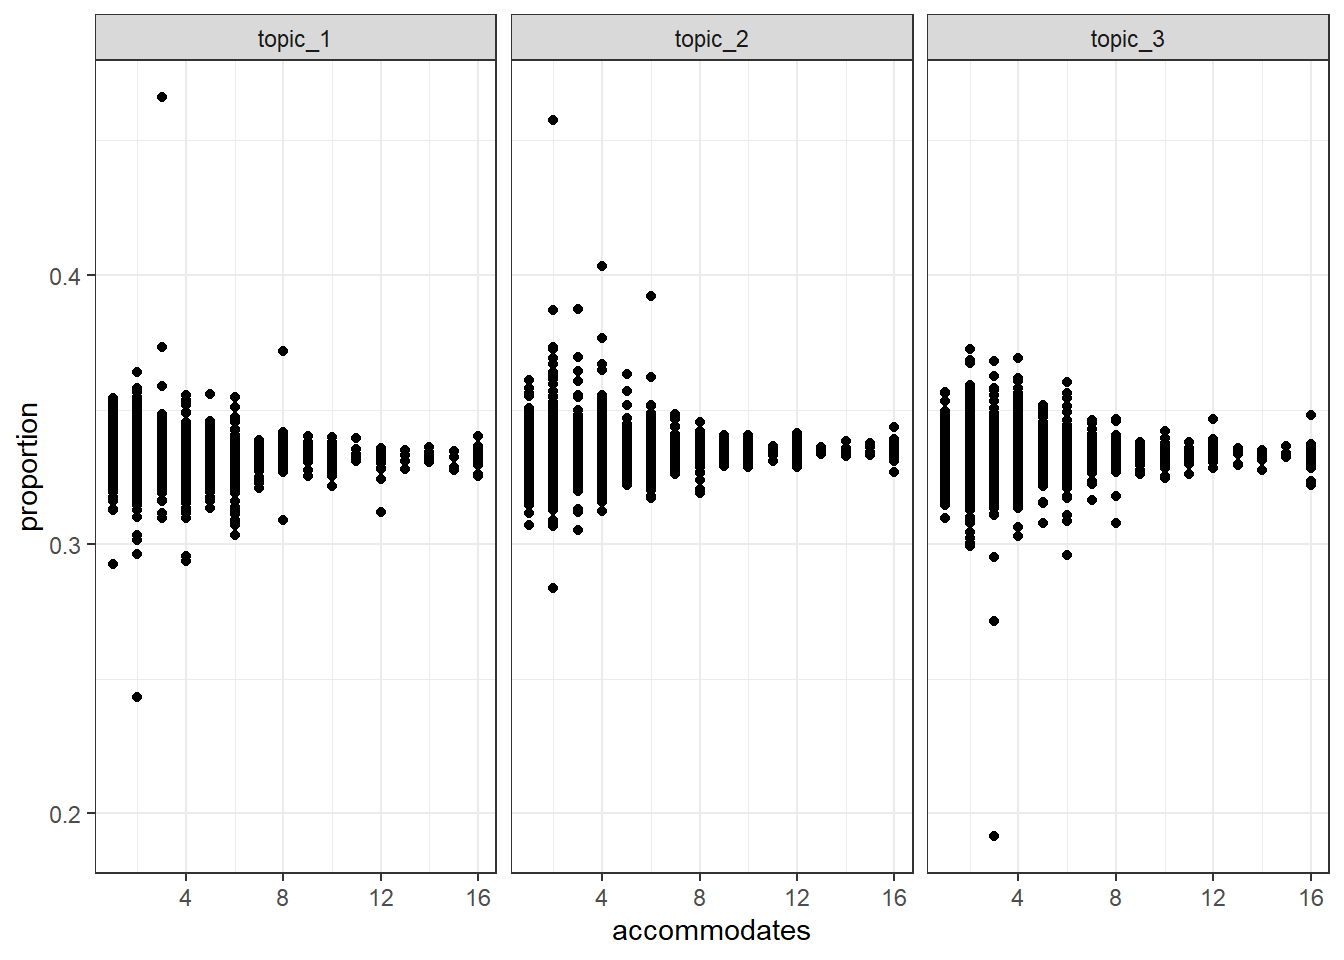 topic_1 topic_2 topic_3
proportion
0.4
0.3
0.2
4 8 12 16 4 8 12 16 4 8 12 16
accommodates